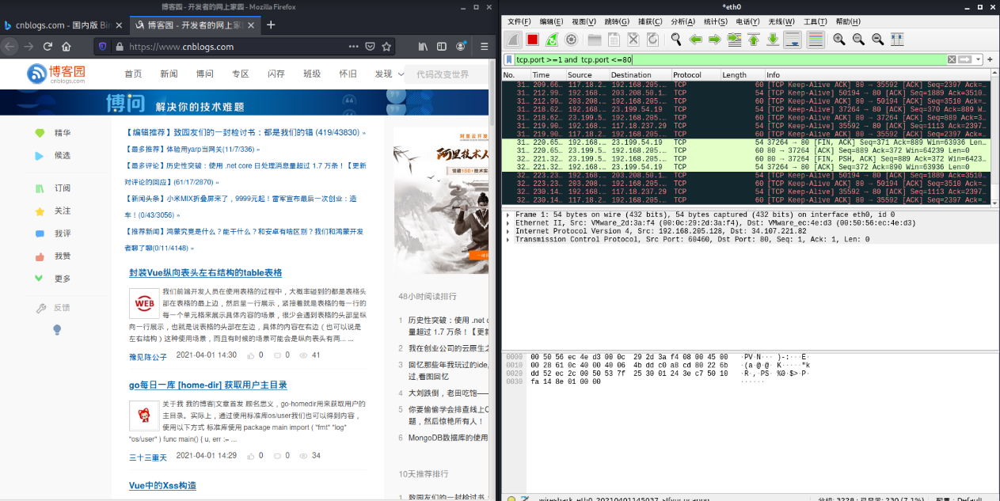 博客园 - 开发者的网上家园 - Mozilla Firefox
cnblogs.com - 国内版 Bin
博客园 - 开发者的网上家园
https://www.cnblogs.com
博客园
cnblogs.com
首页 新闻 博问 专区 闪存 班级 怀旧 发现
代码改变世界
博问 解决你的技术难题
精华
候选
订阅
关注
我评
我赞
更多
反馈
【编辑推荐】致园友们的一封检讨书：都是我们的错 (419/43830) »
【最多推荐】体验用yarp当网关(11/7/336) »
【最多评论】历史性突破：使用 .net core 日处理消息量超过 1.7 万条！【更新
对评论的回应】(61/17/2870) »
【新闻头条】小米MIX折叠屏来了，9999元起！雷军宣布最后一次创业：造
车！(0/43/3056) »
【推荐新闻】鸿蒙究竟是什么？能干什么？和安卓有啥区别？我们和鸿蒙开发
者聊了聊(0/11/4148) »
封装Vue纵向表头左右结构的table表格
WEB
我们前端开发人员在使用表格的过程中，大概率碰到的都是表格头
部在表格的最上边，然后呈一行展示，紧接着就是表格的每一行的
每一个单元格来展示具体内容的场景，很少会遇到表格的头部呈纵
向一行展示，也就是说表格的头部在左边，具体的内容在右边（也可以说是
左右结构）这种使用场景，而且有时候的场景可能会是纵向表头有两... ...
豫见陈公子 2021-04-01 14:30 0 0 41
go每日一库 [home-dir] 获取用户主目录
关于我 我的博客|文章首发 顾名思义，go-homedir用来获取用户的
主目录。实际上，通过使用标准库os/user我们也可以得到内容，
使用以下方式 标准库使用 package main import ( "fmt" "log"
"os/user" ) func main() { u, err := ...
三十三重天 2021-04-01 14:29 0 0 34
Vue中的Xss构造
阿里技术人
48小时阅读排行
1 历史性突破：使用 .net c
量超过 1.7 万条！【更新
2 我在创业公司的云原生之
3 回忆那些年我玩过的ide,
过,看图回忆
4 大刘跌倒，老田吃饱——
5 你要偷偷学会排查线上C
题，然后惊艳所有人！
6 MongoDB数据库的使用
10天推荐排行
1 致园友们的一封检讨书：
*eth0
文件(F) 编辑(E) 视图(V) 跳转(G) 捕获(C) 分析(A) 统计(S) 电话(Y) 无线(W) 工具(T) 帮助(H)
tcp.port >=1 and tcp.port <=80
No. Time Source Destination Protocol Length Info
31… 209.66… 117.18.2… 192.168.205.… TCP 60 [TCP Keep-Alive ACK] 80 → 35592 [ACK] Seq=2397 Ack=…
31… 212.99… 192.168.… 203.208.50.1… TCP 54 [TCP Keep-Alive] 50194 → 80 [ACK] Seq=1889 Ack=3510…
31… 212.99… 203.208.… 192.168.205.… TCP 60 [TCP Keep-Alive ACK] 80 → 50194 [ACK] Seq=3510 Ack=…
31… 218.62… 192.168.… 23.199.54.19 TCP 54 [TCP Keep-Alive] 37264 → 80 [ACK] Seq=370 Ack=889 W…
31… 218.62… 23.199.5… 192.168.205.… TCP 60 [TCP Keep-Alive ACK] 80 → 37264 [ACK] Seq=889 Ack=3…
31… 219.90… 192.168.… 117.18.237.29 TCP 54 [TCP Keep-Alive] 35592 → 80 [ACK] Seq=1113 Ack=2397…
31… 219.90… 117.18.2… 192.168.205.… TCP 60 [TCP Keep-Alive ACK] 80 → 35592 [ACK] Seq=2397 Ack=…
31… 220.65… 192.168.… 23.199.54.19 TCP 54 37264 → 80 [FIN, ACK] Seq=371 Ack=889 Win=63936 Len…
31… 220.65… 23.199.5… 192.168.205.… TCP 60 80 → 37264 [ACK] Seq=889 Ack=372 Win=64239 Len=0
32… 221.32… 23.199.5… 192.168.205.… TCP 60 80 → 37264 [FIN, PSH, ACK] Seq=889 Ack=372 Win=6423…
32… 221.32… 192.168.… 23.199.54.19 TCP 54 37264 → 80 [ACK] Seq=372 Ack=890 Win=63936 Len=0
32… 223.23… 192.168.… 203.208.50.1… TCP 54 [TCP Keep-Alive] 50194 → 80 [ACK] Seq=1889 Ack=3510…
32… 223.23… 203.208.… 192.168.205.… TCP 60 [TCP Keep-Alive ACK] 80 → 50194 [ACK] Seq=3510 Ack=…
32… 230.14… 192.168.… 117.18.237.29 TCP 54 [TCP Keep-Alive] 35592 → 80 [ACK] Seq=1113 Ack=2397…
32… 230.14… 117.18.2… 192.168.205.… TCP 60 [TCP Keep-Alive ACK] 80 → 35592 [ACK] Seq=2397 Ack=…
Frame 1: 54 bytes on wire (432 bits), 54 bytes captured (432 bits) on interface eth0, id 0
Ethernet II, Src: VMware_2d:3a:f4 (00:0c:29:2d:3a:f4), Dst: VMware_ec:4e:d3 (00:50:56:ec:4e:d3)
Internet Protocol Version 4, Src: 192.168.205.128, Dst: 34.107.221.82
Transmission Control Protocol, Src Port: 60460, Dst Port: 80, Seq: 1, Ack: 1, Len: 0
0000 00 50 56 ec 4e d3 00 0c 29 2d 3a f4 08 00 45 00 ·PV·N··· )-:···E·
0010 00 28 61 0c 40 00 40 06 4b dd c0 a8 cd 80 22 6b ·(a·@·@· K·····"k
0020 dd 52 ec 2c 00 50 53 7f 25 30 01 24 3e c7 50 10 ·R·,·PS· %0·$>·P·
0030 fa 14 8e 01 00 00 ······